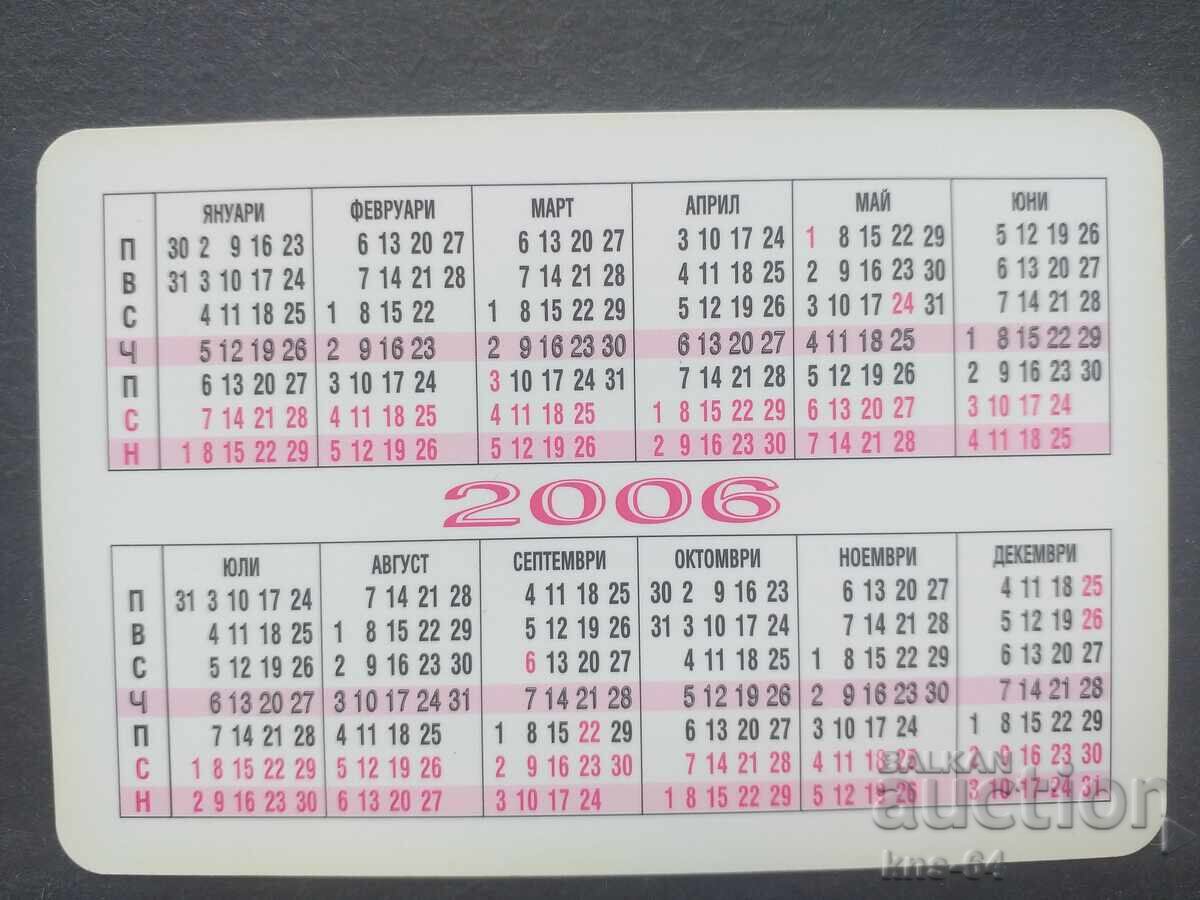 ЯНУАРИ ФЕВРУАРИ МАРТ АПРИЛ МАЙ ЮНИ
П 30 2 9 16 23 6 13 20 27 6 13 20 27 3 10 17 24 1 8 15 22 29 5 12 19 26
В 31 3 10 17 24 7 14 21 28 7 14 21 28 4 11 18 25 2 9 16 23 30 6 13 20 27
С 4 11 18 25 1 8 15 22 1 8 15 22 29 5 12 19 26 3 10 17 24 31 7 14 21 28
Ч 5 12 19 26 2 9 16 23 2 9 16 23 30 6 13 20 27 4 11 18 25 1 8 15 22 29
П 6 13 20 27 3 10 17 24 3 10 17 24 31 7 14 21 28 5 12 19 26 2 9 16 23 30
С 7 14 21 28 4 11 18 25 4 11 18 25 1 8 15 22 29 6 13 20 27 3 10 17 24
Н 1 8 15 22 29 5 12 19 26 5 12 19 26 2 9 16 23 30 7 14 21 28 4 11 18 25
2006
ЮЛИ АВГУСТ СЕПТЕМВРИ ОКТОМВРИ НОЕМВРИ ДЕКЕМВРИ
П 31 3 10 17 24 7 14 21 28 4 11 18 25 30 2 9 16 23 6 13 20 27 4 11 18 25
В 4 11 18 25 1 8 15 22 29 5 12 19 26 31 3 10 17 24 7 14 21 28 5 12 19 26
С 5 12 19 26 2 9 16 23 30 6 13 20 27 4 11 18 25 1 8 15 22 29 6 13 20 27
Ч 6 13 20 27 3 10 17 24 31 7 14 21 28 5 12 19 26 2 9 16 23 30 7 14 21 28
П 7 14 21 28 4 11 18 25 1 8 15 22 29 6 13 20 27 3 10 17 24 1 8 15 22 29
С 1 8 15 22 29 5 12 19 26 2 9 16 23 30 7 14 21 28 4 11 18 25 2 9 16 23 30
Н 2 9 16 23 30 6 13 20 27 3 10 17 24 1 8 15 22 29 5 12 19 26 3 10 17 24 31
BALKAN
auction
kns-64